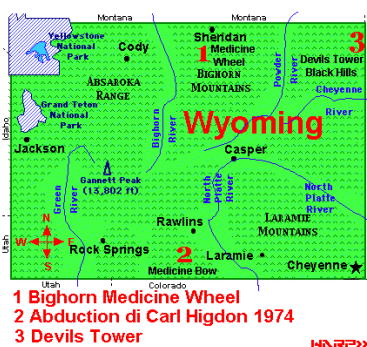 Montana
Montana
Yellowstone
National
Park
Cody
Sheridan
1 Medicine
Wheel
3
Devils Tower
Black Hills
ABSAROKA
RANGE
BIGHORN
MOUNTAINS
Powder
River
Cheyenne
River
Grand Teton
National
Park
Bighorn
River
Wyoming
Idaho
Jackson
Casper
Gannett Peak
(13,802 ft)
Green
River
North
Platte
River
North
Platte
River
Rawlins
LARAMIE
MOUNTAINS
N
W E
S
Utah
Rock Springs
2
Medicine Bow
Laramie
Cheyenne
Utah
Colorado
1 Bighorn Medicine Wheel
2 Abduction di Carl Higdon 1974
3 Devils Tower
WARP»